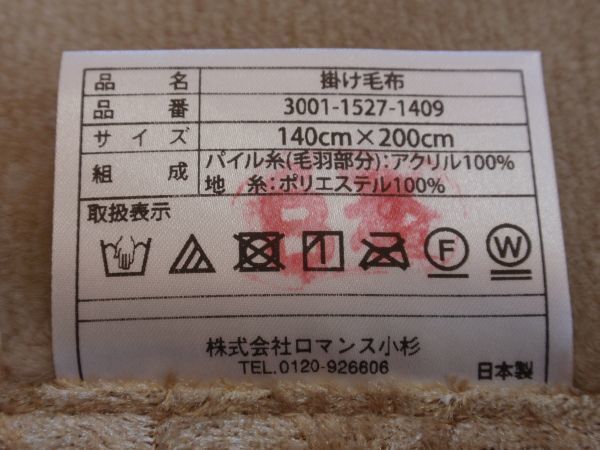 品名 掛け毛布
品番 3001-1527-1409
サイズ 140cm×200cm
組成 パイル糸(毛羽部分):アクリル100%
地 糸:ポリエステル100%
取扱表示
F W
株式会社ロマンス小杉
TEL.0120-926606
日本製